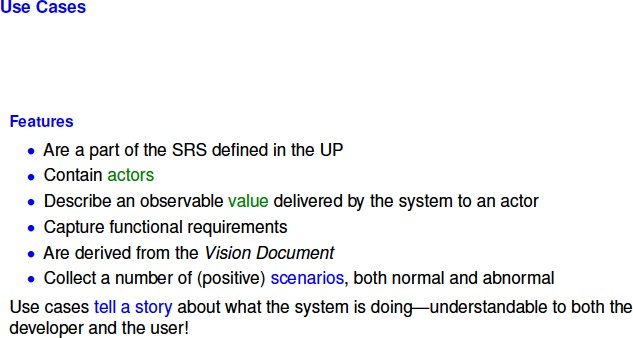 Use Cases
Features
• Are a part of the SRS defined in the UP
• Contain actors
• Describe an observable value delivered by the system to an actor
• Capture functional requirements
• Are derived from the Vision Document
• Collect a number of (positive) scenarios, both normal and abnormal
Use cases tell a story about what the system is doing—understandable to both the
developer and the user!